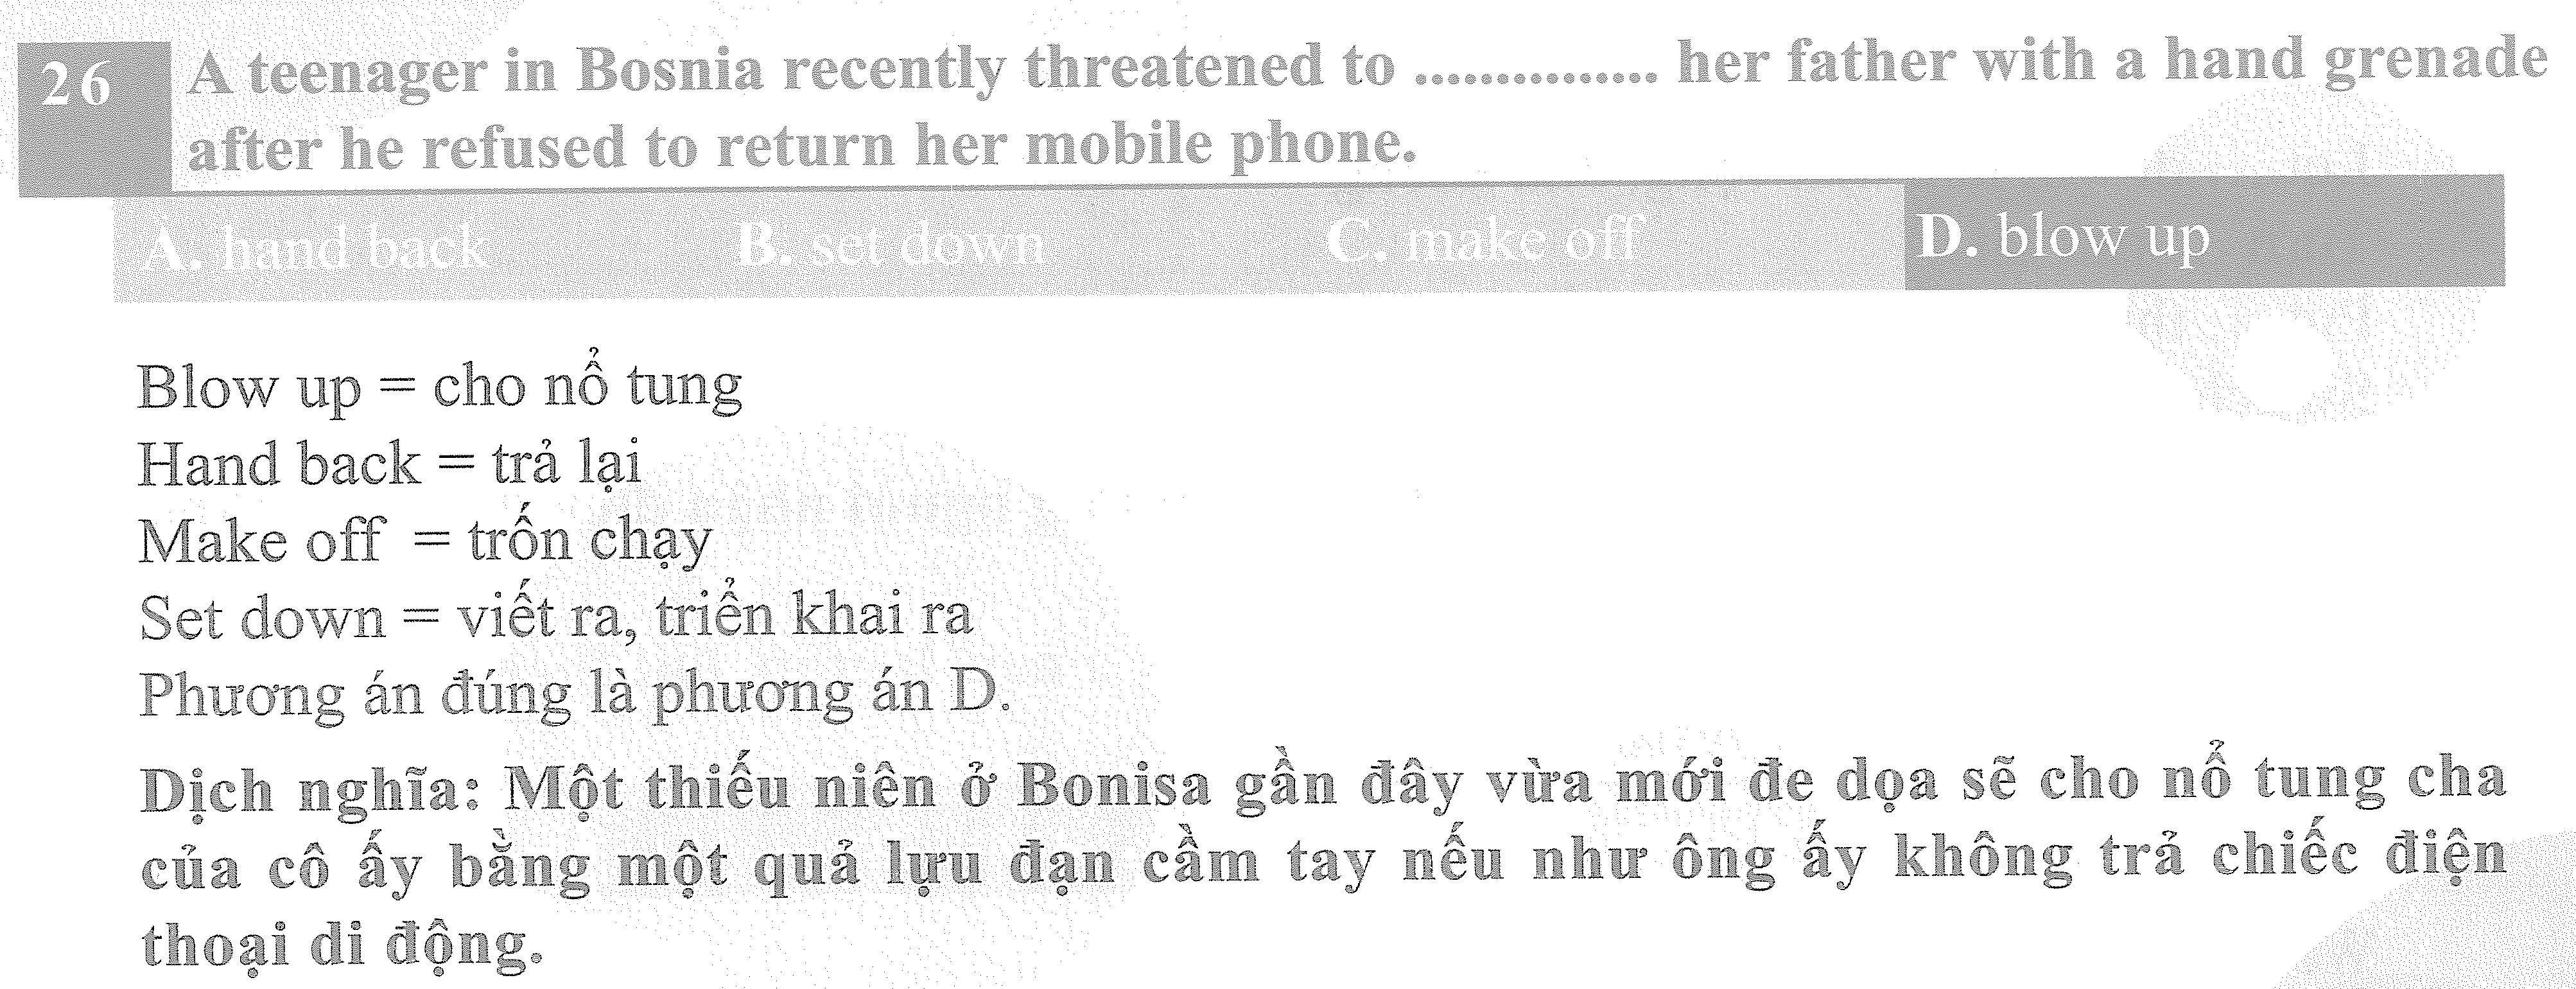 26
A teenager in Bosnia recently threatened to ............... her father with a hand grenade
after he refused to return her mobile phone.
A. hand back B. set down C. make off D. blow up
Blow up = cho nổ tung
Hand back = trả lại
Make off = trốn chạy
Set down = viết ra, triển khai ra
Phương án đúng là phương án D.
Dịch nghĩa: Một thiếu niên ở Bonisa gần đây vừa mới đe dọa sẽ cho nổ tung cha
của cô ấy bằng một quả lựu đạn cầm tay nếu như ông ấy không trả chiếc điện
thoại di động.